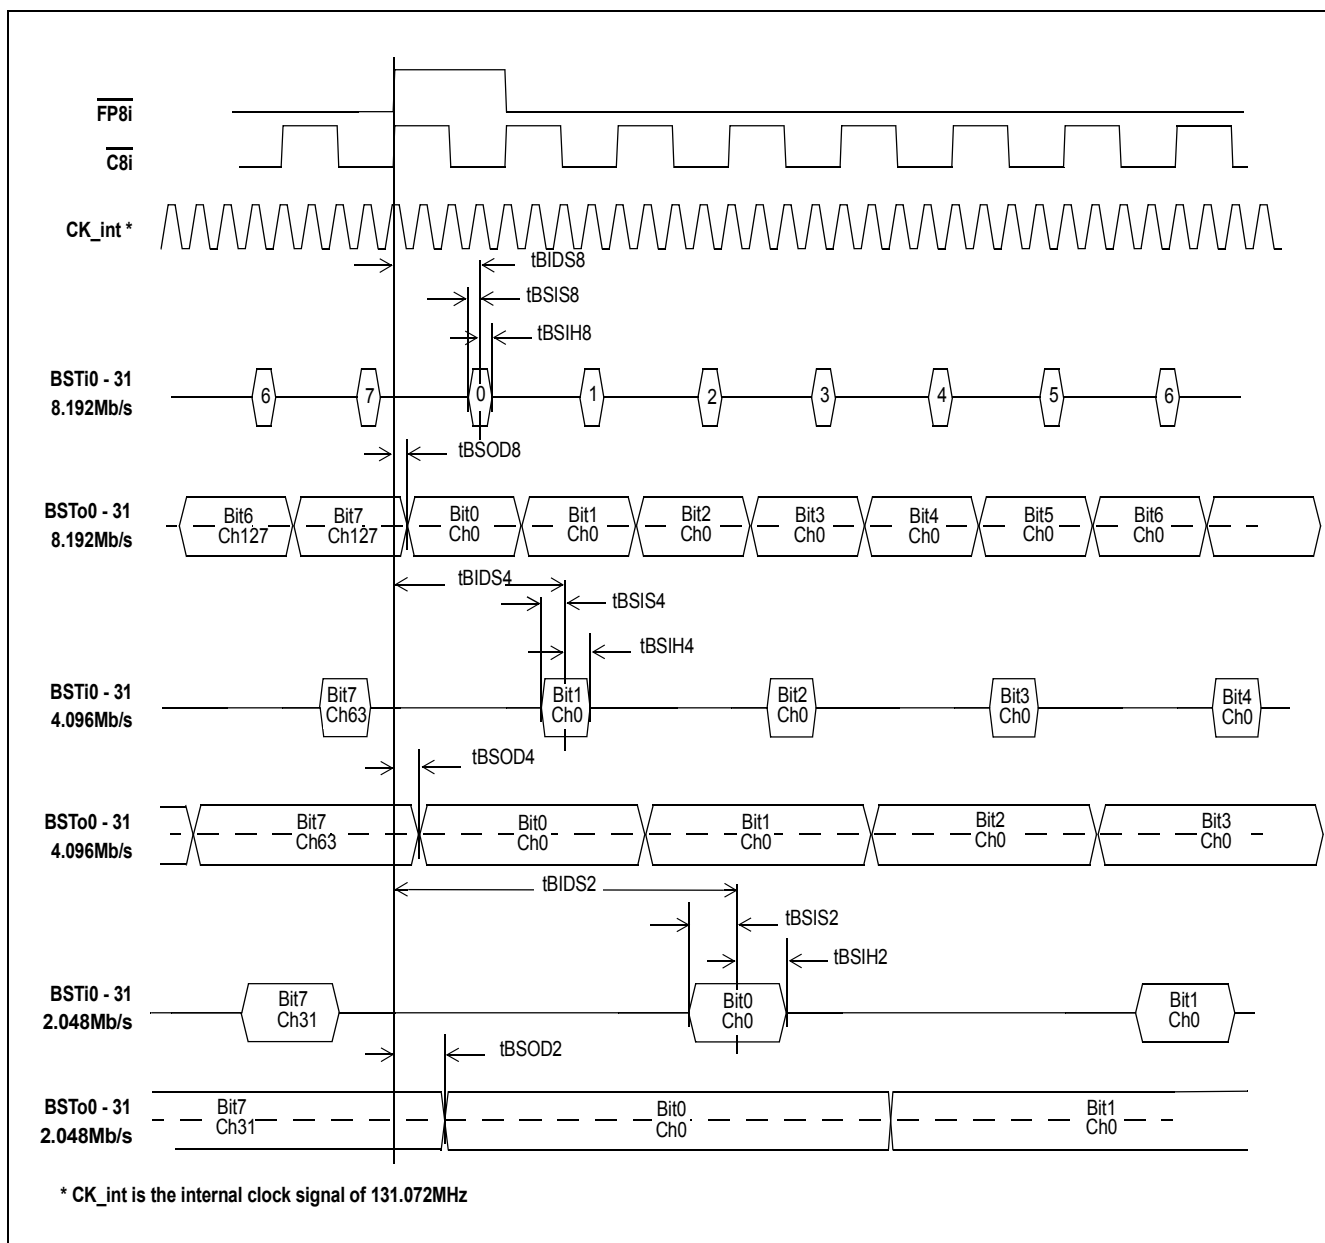 FP8i
C8i
CK_int *
tBIDS8
tBSIS8
tBSIH8
BSTi0 - 31
8.192Mb/s
6 7 0 1 2 3 4 5 6
tBSOD8
BSTo0 - 31
8.192Mb/s
Bit6 Bit7 Bit0 Bit1 Bit2 Bit3 Bit4 Bit5 Bit6
Ch127 Ch127 Ch0 Ch0 Ch0 Ch0 Ch0 Ch0 Ch0
tBIDS4
tBSIS4
tBSIH4
BSTi0 - 31
4.096Mb/s
Bit7 Bit1 Bit2 Bit3 Bit4
Ch63 Ch0 Ch0 Ch0 Ch0
tBSOD4
BSTo0 - 31
4.096Mb/s
Bit7 Bit0 Bit1 Bit2 Bit3
Ch63 Ch0 Ch0 Ch0 Ch0
tBIDS2
tBSIS2
tBSIH2
BSTi0 - 31
2.048Mb/s
Bit7 Bit0 Bit1
Ch31 Ch0 Ch0
tBSOD2
BSTo0 - 31
2.048Mb/s
Bit7 Bit0 Bit1
Ch31 Ch0 Ch0
* CK_int is the internal clock signal of 131.072MHz